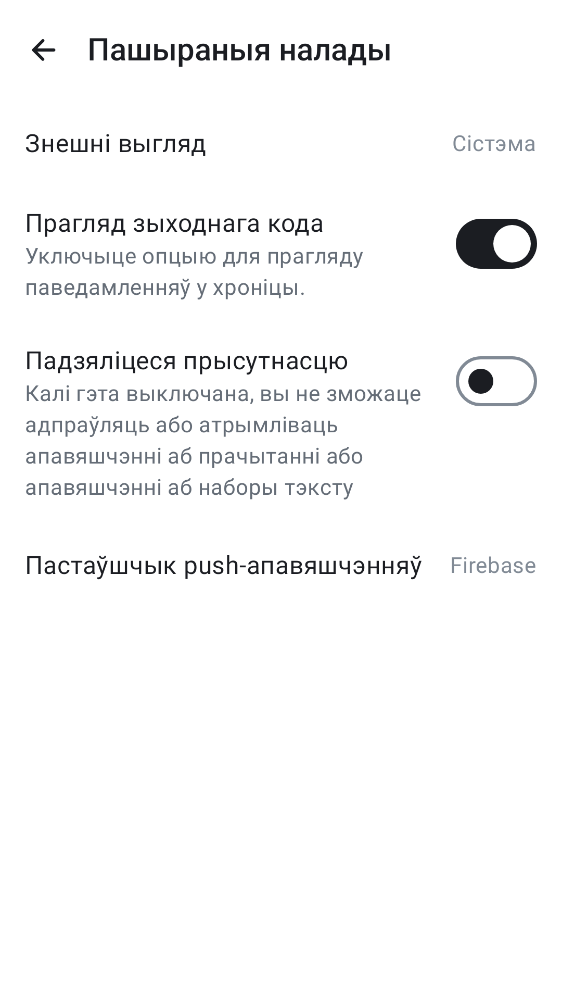 Пашыраныя налады
Знешні выгляд
Сістэма
Прагляд зыходнага кода
Уключыце опцыю для прагляду
паведамленняў у хроніцы.
Падзяліцеся прысутнасцю
Калі гэта выключана, вы не зможаце
адпраўляць або атрымліваць
апавяшчэнні аб прачытанні або
апавяшчэнні аб наборы тэксту
Пастаўшчык push-апавяшчэнняў
Firebase